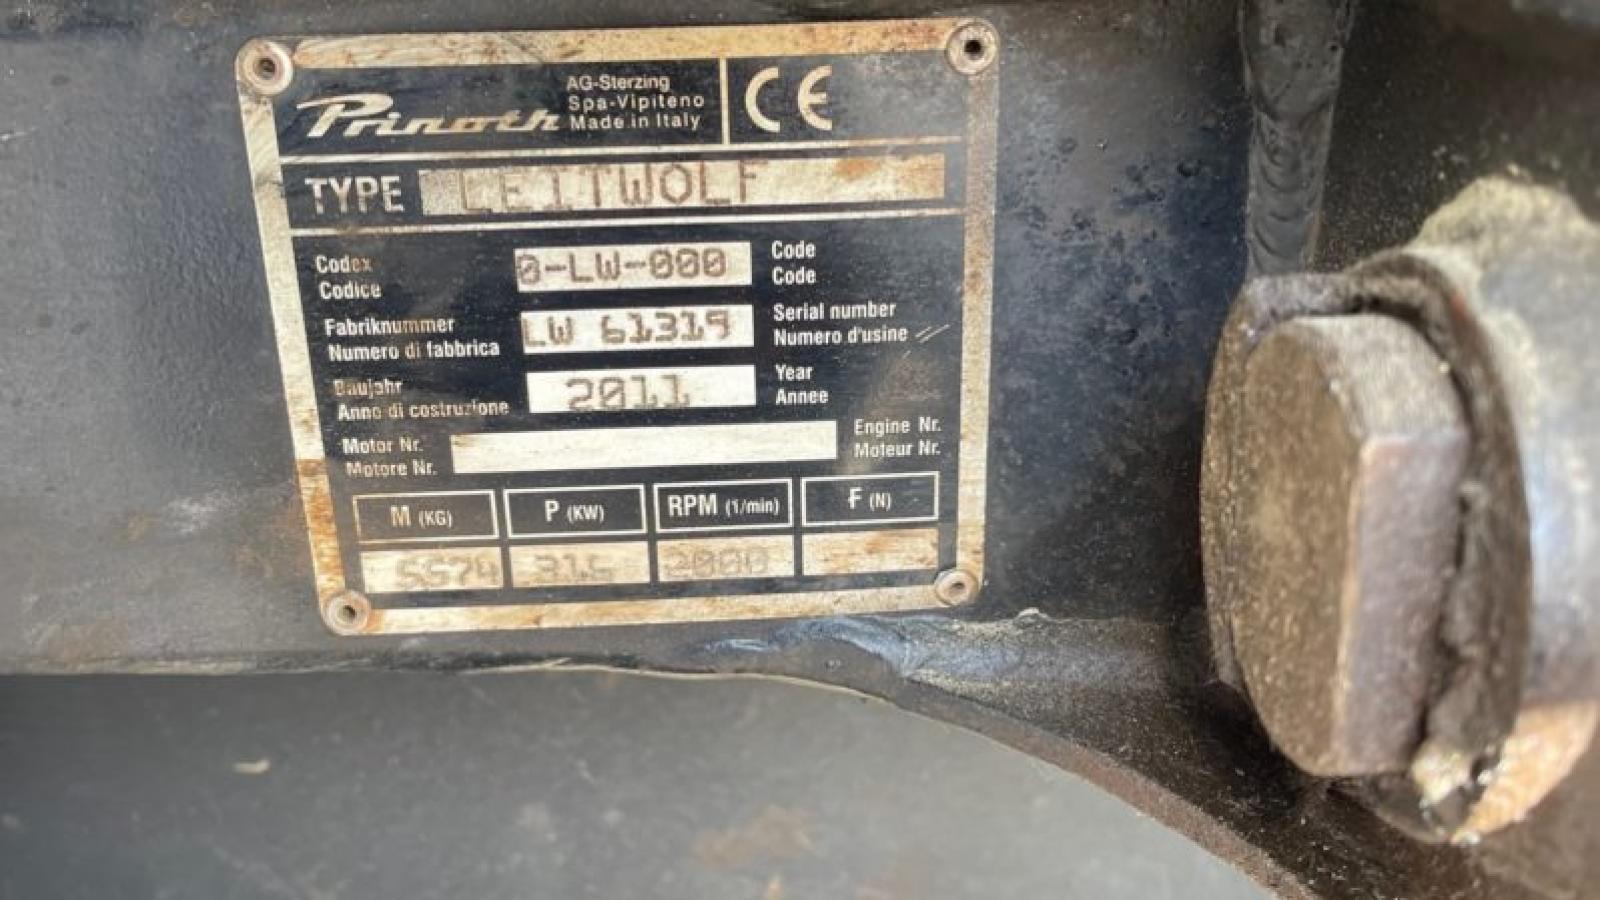 Prinoth AG-Sterzing
Spa-Vipiteno
Made in Italy
CE
TYPE LEITWOLF
Codex 0-LW-000 Code
Codice Code
Fabriknummer LW 61319 Serial number
Numero di fabbrica Numero d'usine
Baujahr 2011 Year
Anno di costruzione Annee
Motor Nr. Engine Nr.
Motore Nr. Moteur Nr.
M (KG) P (KW) RPM (1/min) F (N)
5574 2000